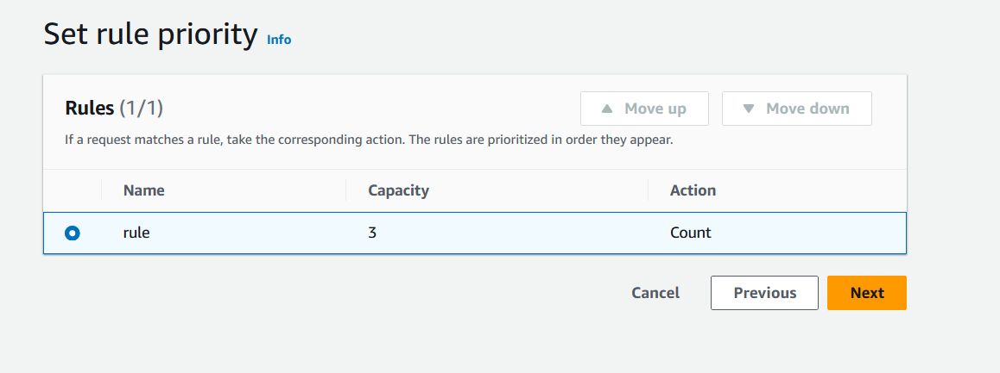 Set rule priority Info
Rules (1/1)
▲ Move up
▼ Move down
If a request matches a rule, take the corresponding action. The rules are prioritized in order they appear.
Name Capacity Action
rule 3 Count
Cancel Previous Next